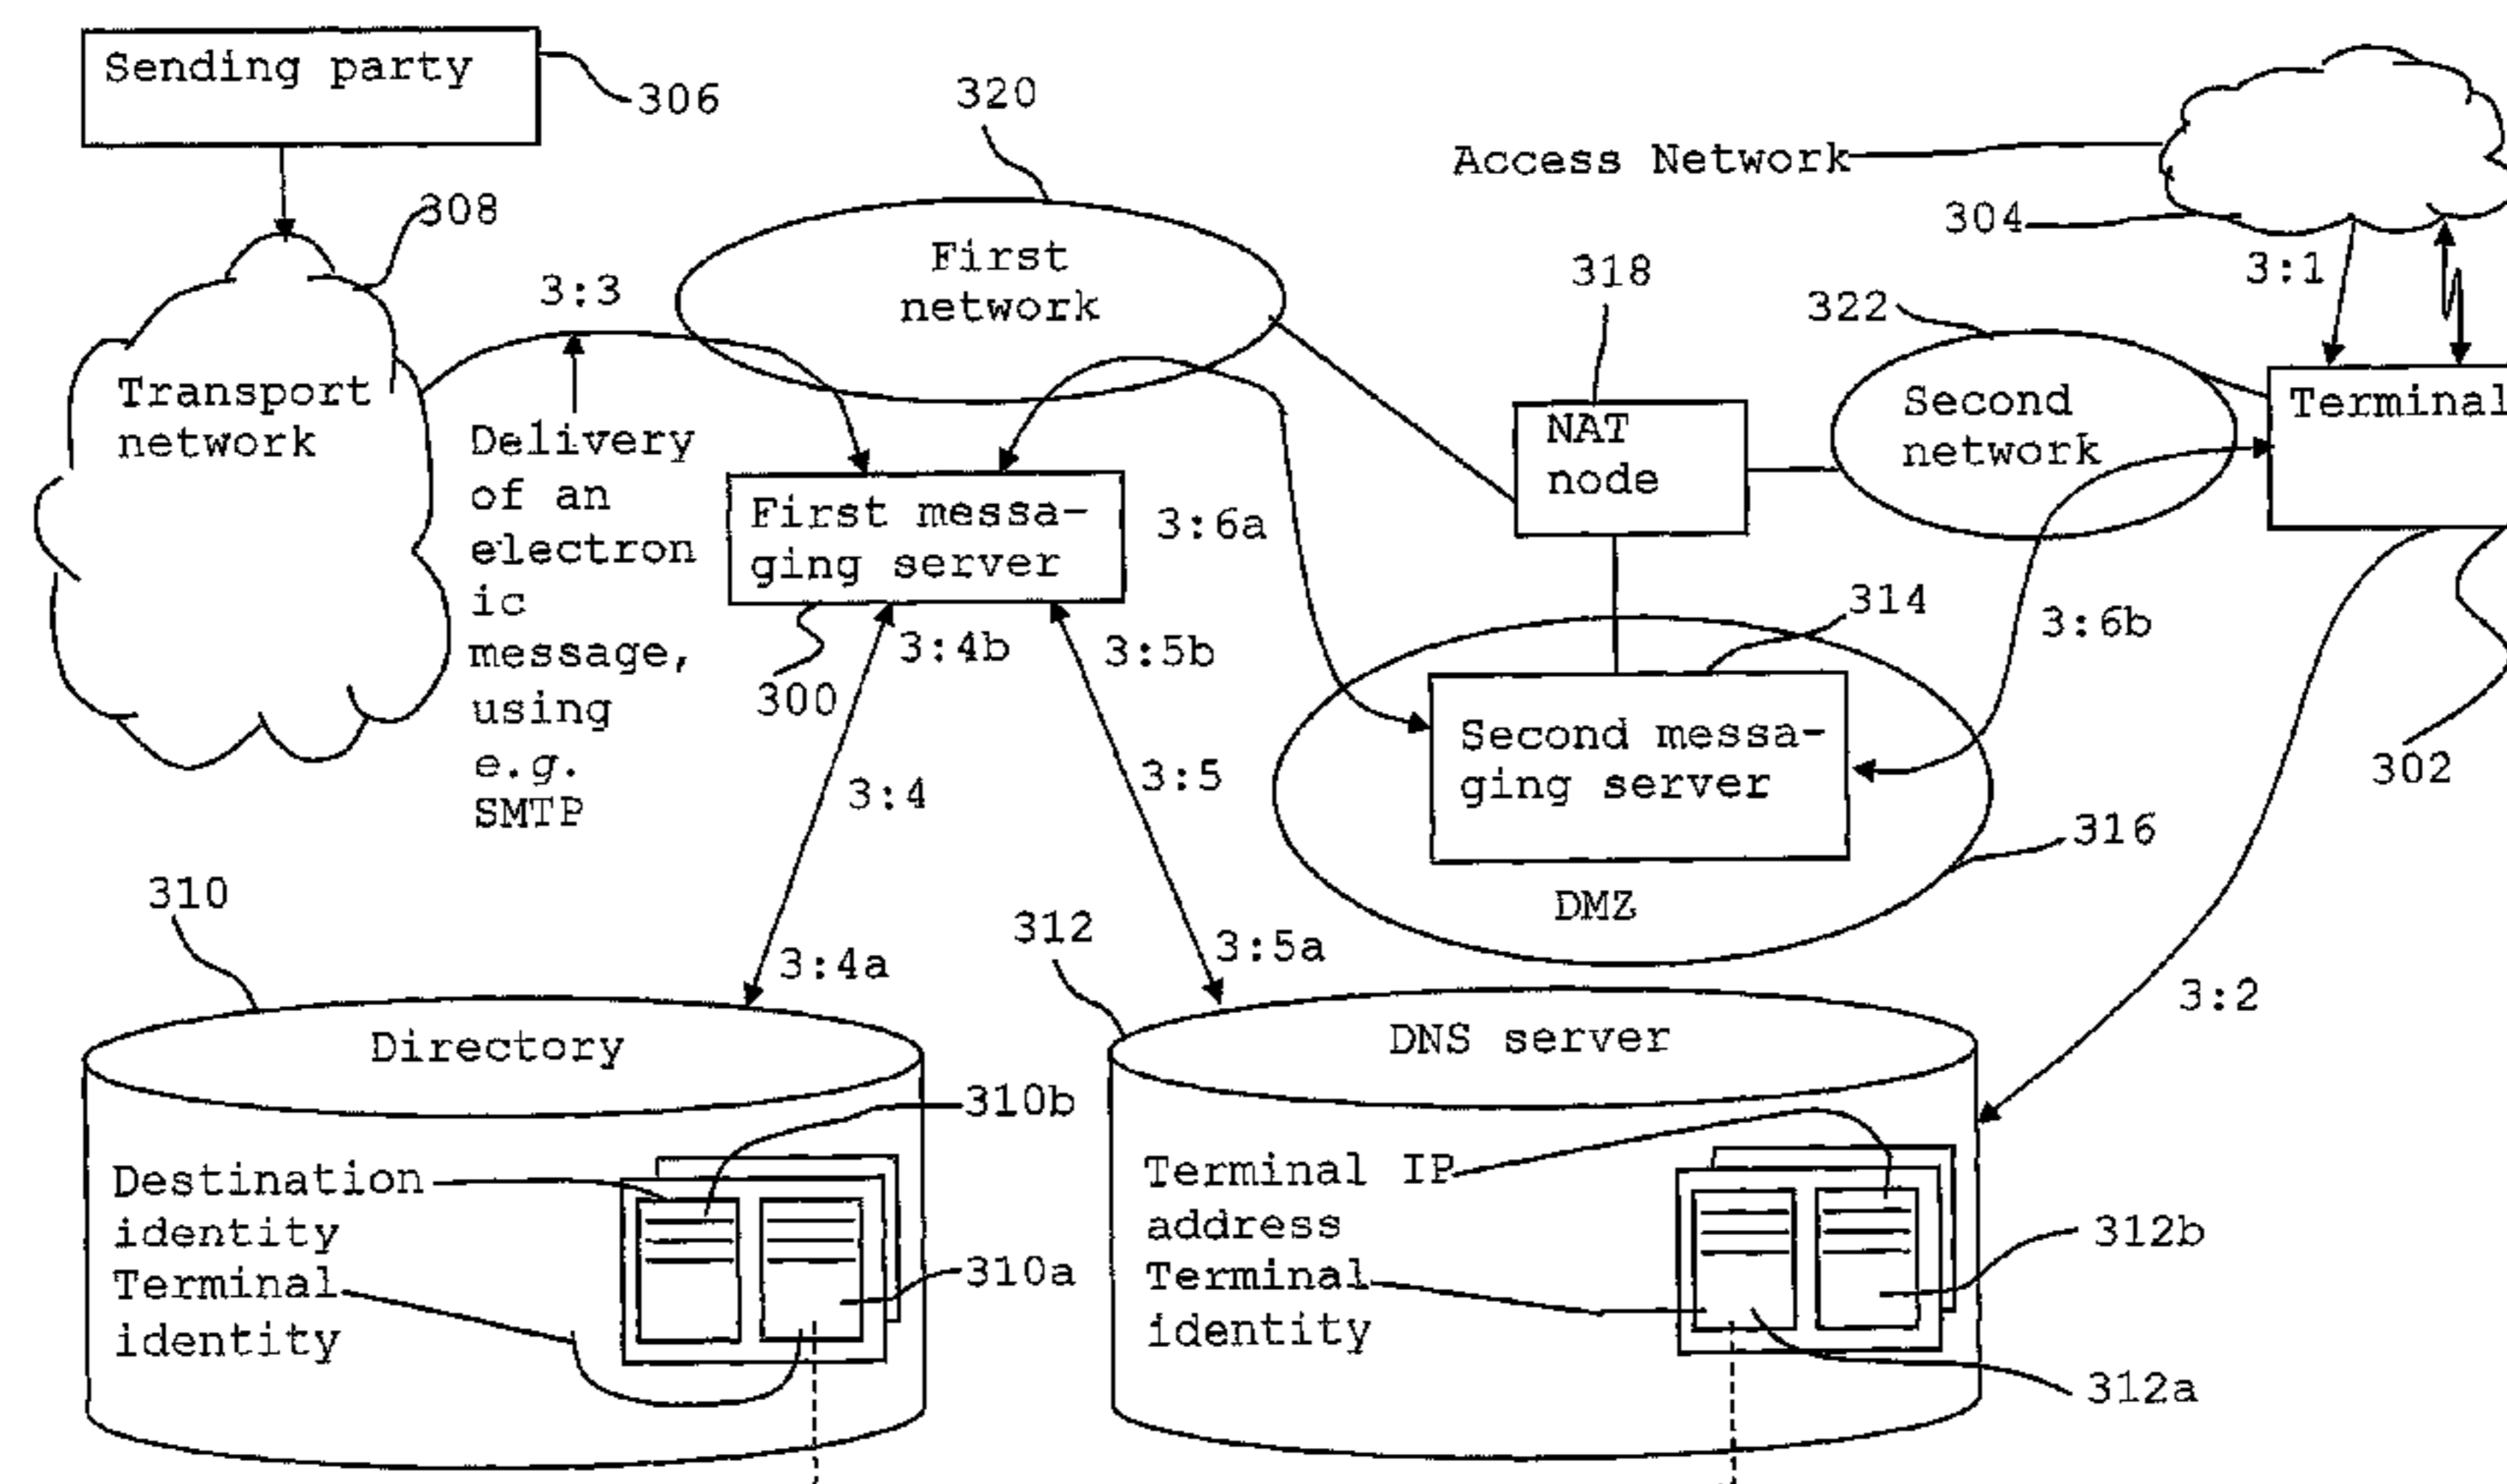 Sending party
306
320
Access Network
304
308
3:3
First
network
318
322
3:1
Transport
network
Delivery
of an
electron
ic
message,
using
e.g.
SMTP
First messa-
ging server
3:6a
NAT
node
Second
network
Terminal
300
3:4b
3:5b
314
3:6b
Second messa-
ging server
302
3:4
3:5
316
DMZ
310
3:4a
312
3:5a
3:2
Directory
DNS server
310b
Destination
identity
Terminal
identity
310a
Terminal IP
address
Terminal
identity
312b
312a